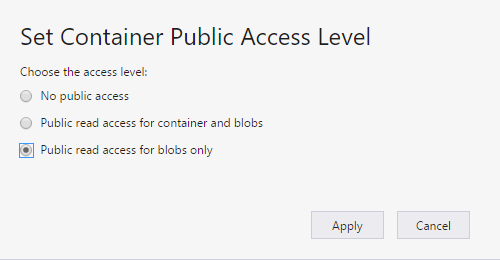 Set Container Public Access Level
Choose the access level:
No public access
Public read access for container and blobs
Public read access for blobs only
Apply Cancel